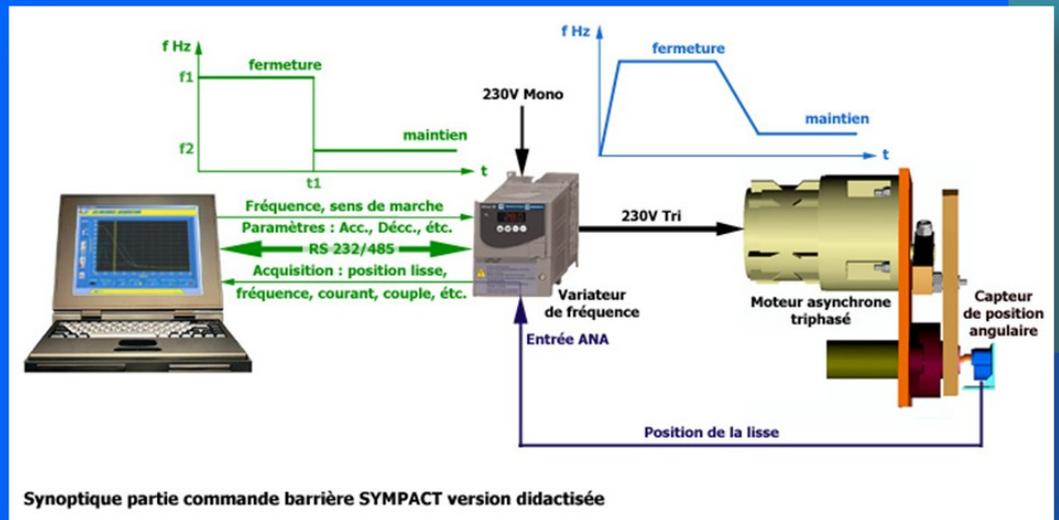 f Hz
f1
fermeture
f2
maintien
t
t1
230V Mono
f Hz
fermeture
maintien
t
Fréquence, sens de marche
Paramètres : Acc., Décc., étc.
RS 232/485
Acquisition : position lisse,
fréquence, courant, couple, étc.
230V Tri
Variateur
de fréquence
Entrée ANA
Moteur asynchrone
triphasé
Capteur
de position
angulaire
Position de la lisse
Synoptique partie commande barrière SYMPACT version didactisée